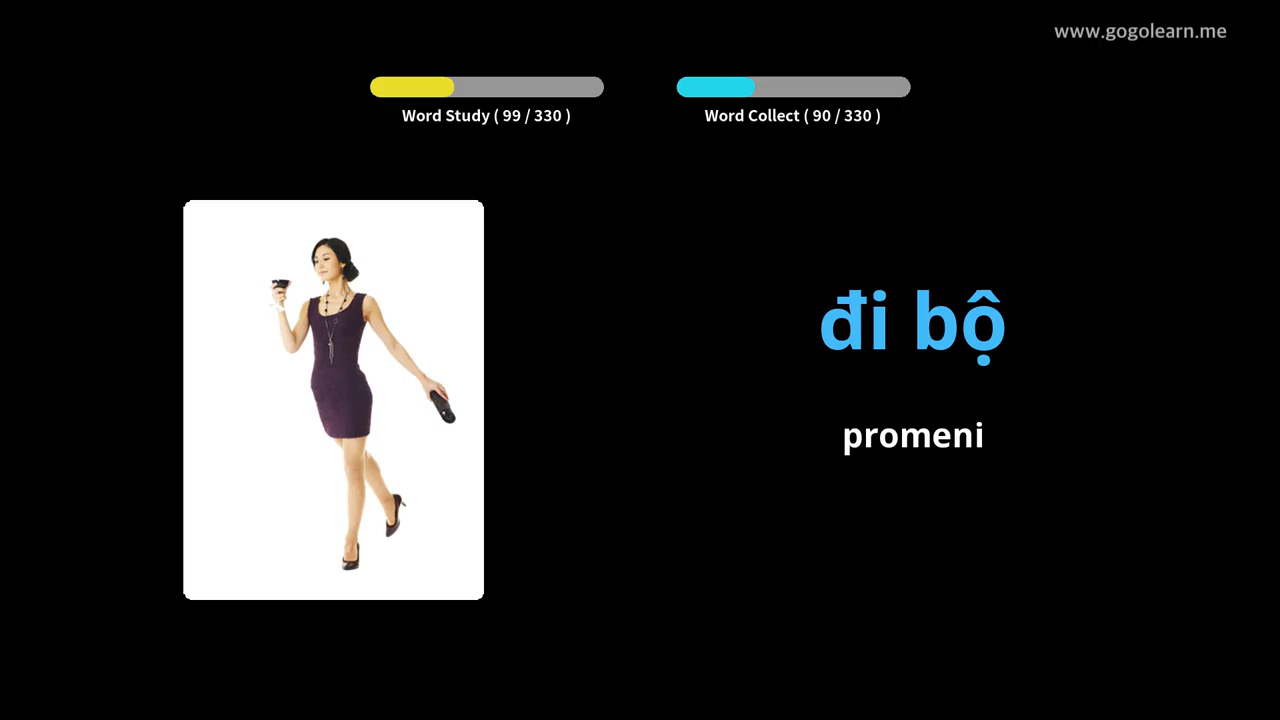 www.gogolearn.me
Word Study ( 99 / 330 )
Word Collect ( 90 / 330 )
đi bộ
promeni